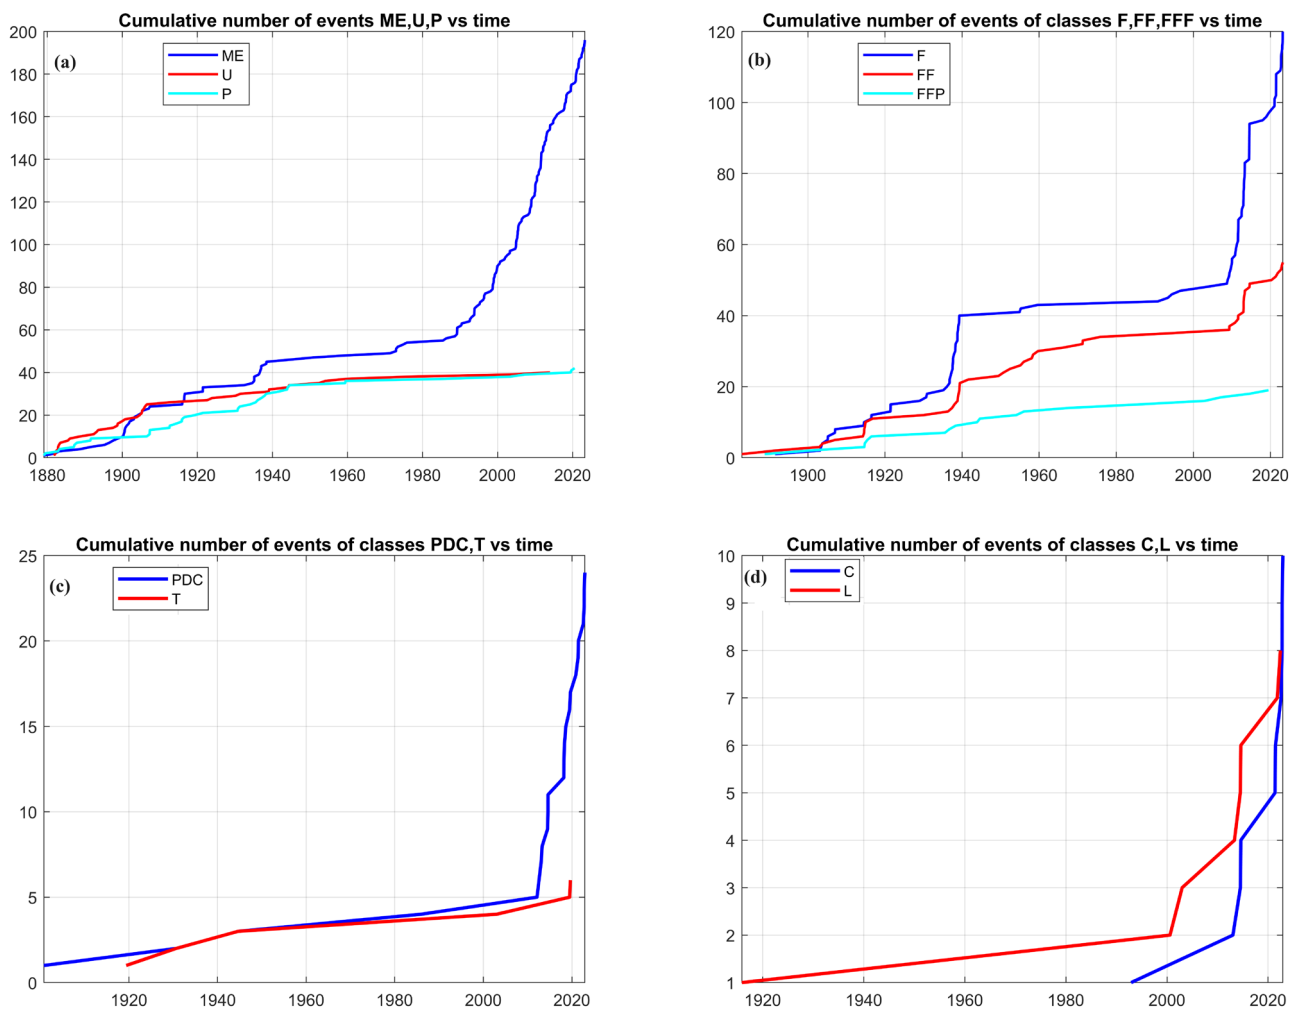 Cumulative number of events ME,U,P vs time
(a)
ME
U
P
200
180
160
140
120
100
80
60
40
20
0
1880 1900 1920 1940 1960 1980 2000 2020
Cumulative number of events of classes F,FF,FFF vs time
(b)
F
FF
FFP
120
100
80
60
40
20
0
1900 1920 1940 1960 1980 2000 2020
Cumulative number of events of classes PDC,T vs time
(c)
PDC
T
25
20
15
10
5
0
1920 1940 1960 1980 2000 2020
Cumulative number of events of classes C,L vs time
(d)
C
L
10
9
8
7
6
5
4
3
2
1
1920 1940 1960 1980 2000 2020